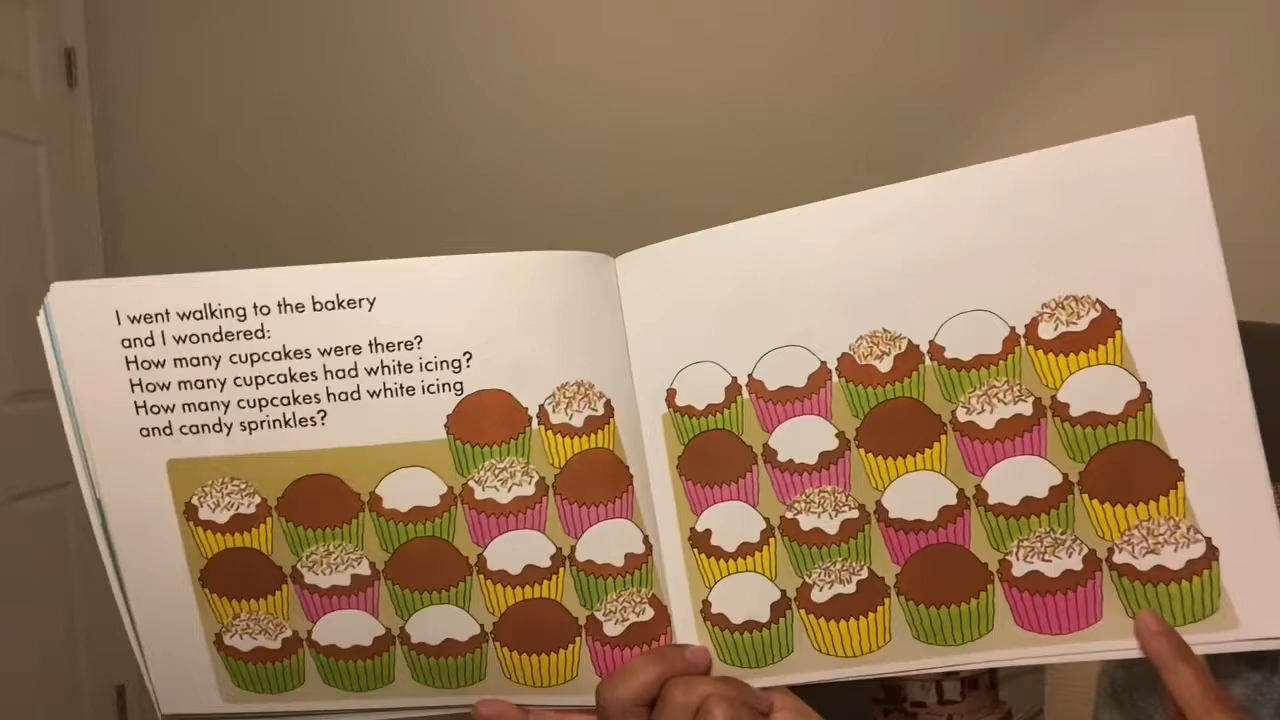 I went walking to the bakery
and I wondered:
How many cupcakes were there?
How many cupcakes had white icing?
How many cupcakes had white icing
and candy sprinkles?